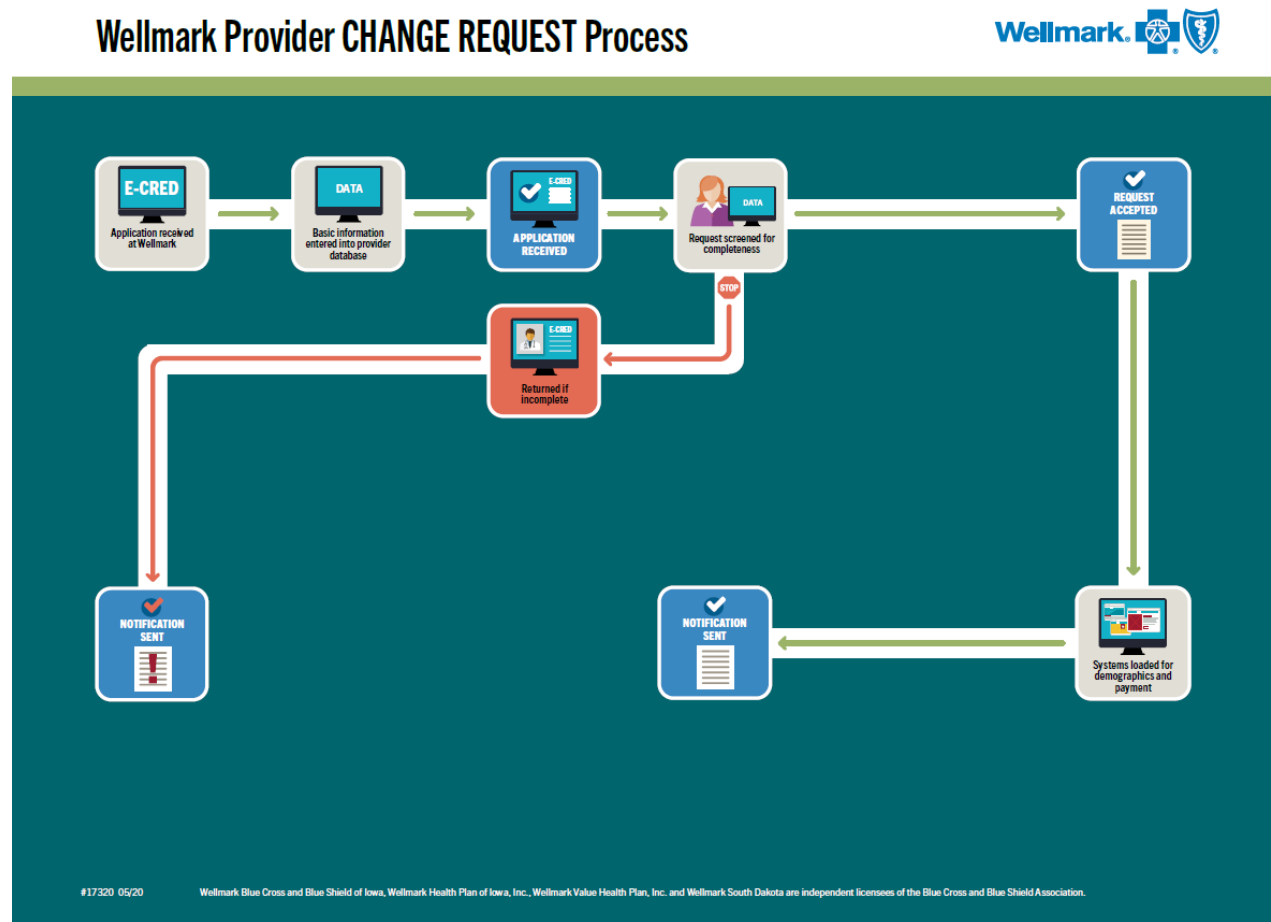 Wellmark Provider CHANGE REQUEST Process
Wellmark.® ® ®
E-CRED
Application received
at Wellmark
DATA
Basic information
entered into provider
database
E-CRED
APPLICATION
RECEIVED
DATA
Request screened for
completeness
REQUEST
ACCEPTED
STOP
E-CRED
Returned if
incomplete
NOTIFICATION
SENT
!
NOTIFICATION
SENT
Systems loaded for
demographics and
payment
#17320 05/20
Wellmark Blue Cross and Blue Shield of Iowa, Wellmark Health Plan of Iowa, Inc., Wellmark Value Health Plan, Inc. and Wellmark South Dakota are independent licensees of the Blue Cross and Blue Shield Association.